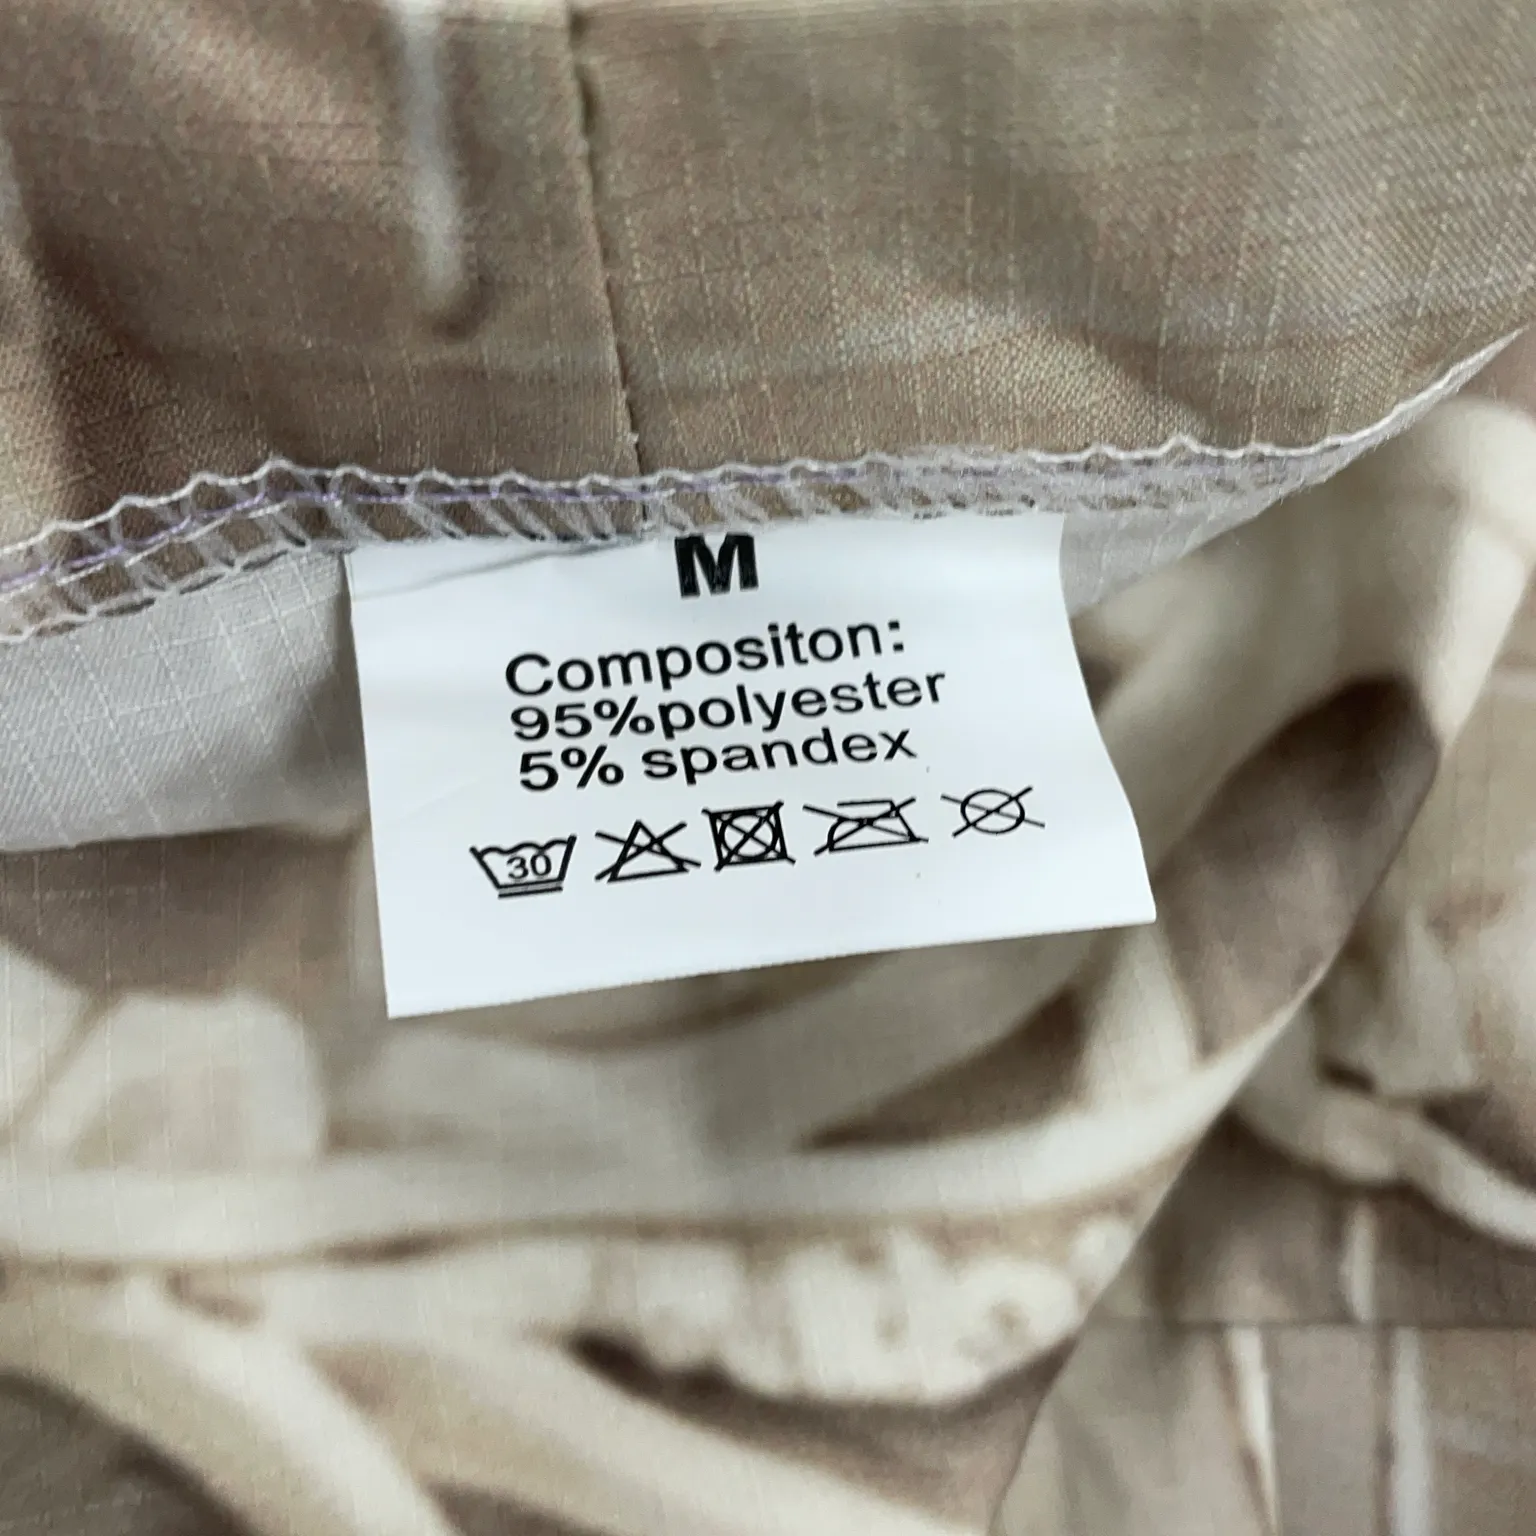 M
Compositon:
95%polyester
5% spandex
30